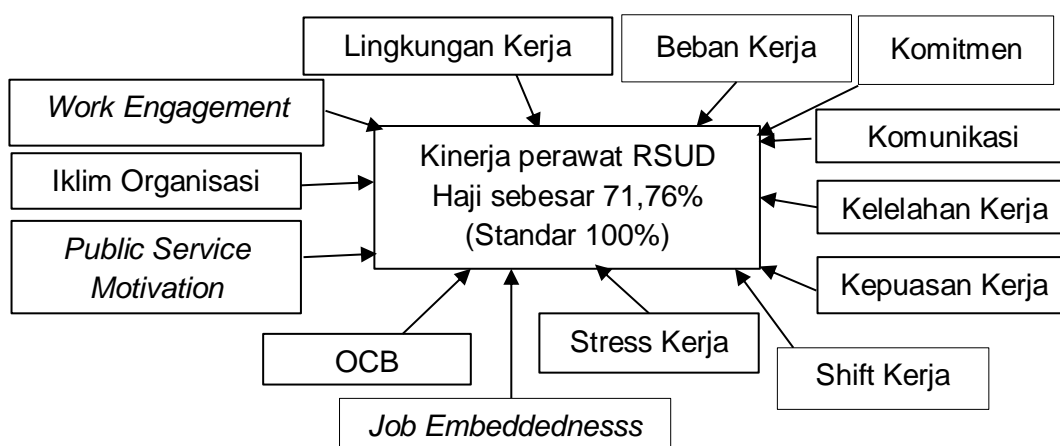 Lingkungan Kerja
Beban Kerja
Komitmen
Work Engagement
Komunikasi
Kinerja perawat RSUD
Haji sebesar 71,76%
(Standar 100%)
Iklim Organisasi
Kelelahan Kerja
Public Service
Motivation
Kepuasan Kerja
OCB
Stress Kerja
Shift Kerja
Job Embeddednesss